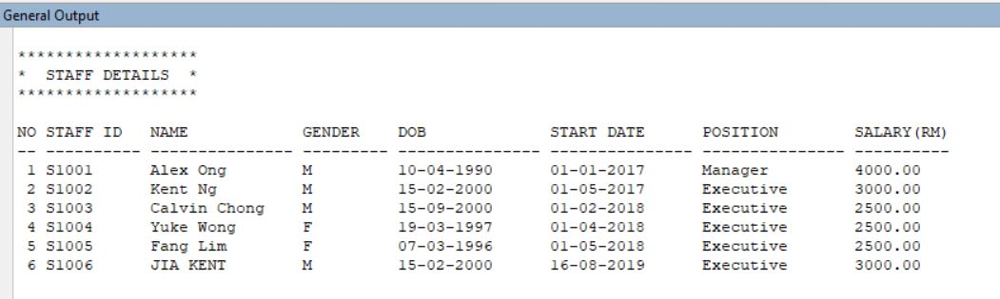 General Output
*******************
*  STAFF DETAILS  *
*******************
NO STAFF ID   NAME            GENDER    DOB             START DATE      POSITION        SALARY(RM)
-- ---------- --------------- --------- --------------- --------------- --------------- ----------
 1 S1001      Alex Ong        M         10-04-1990      01-01-2017      Manager         4000.00
 2 S1002      Kent Ng         M         15-02-2000      01-05-2017      Executive       3000.00
 3 S1003      Calvin Chong    M         15-09-2000      01-02-2018      Executive       2500.00
 4 S1004      Yuke Wong       F         19-03-1997      01-04-2018      Executive       2500.00
 5 S1005      Fang Lim        F         07-03-1996      01-05-2018      Executive       2500.00
 6 S1006      JIA KENT        M         15-02-2000      16-08-2019      Executive       3000.00